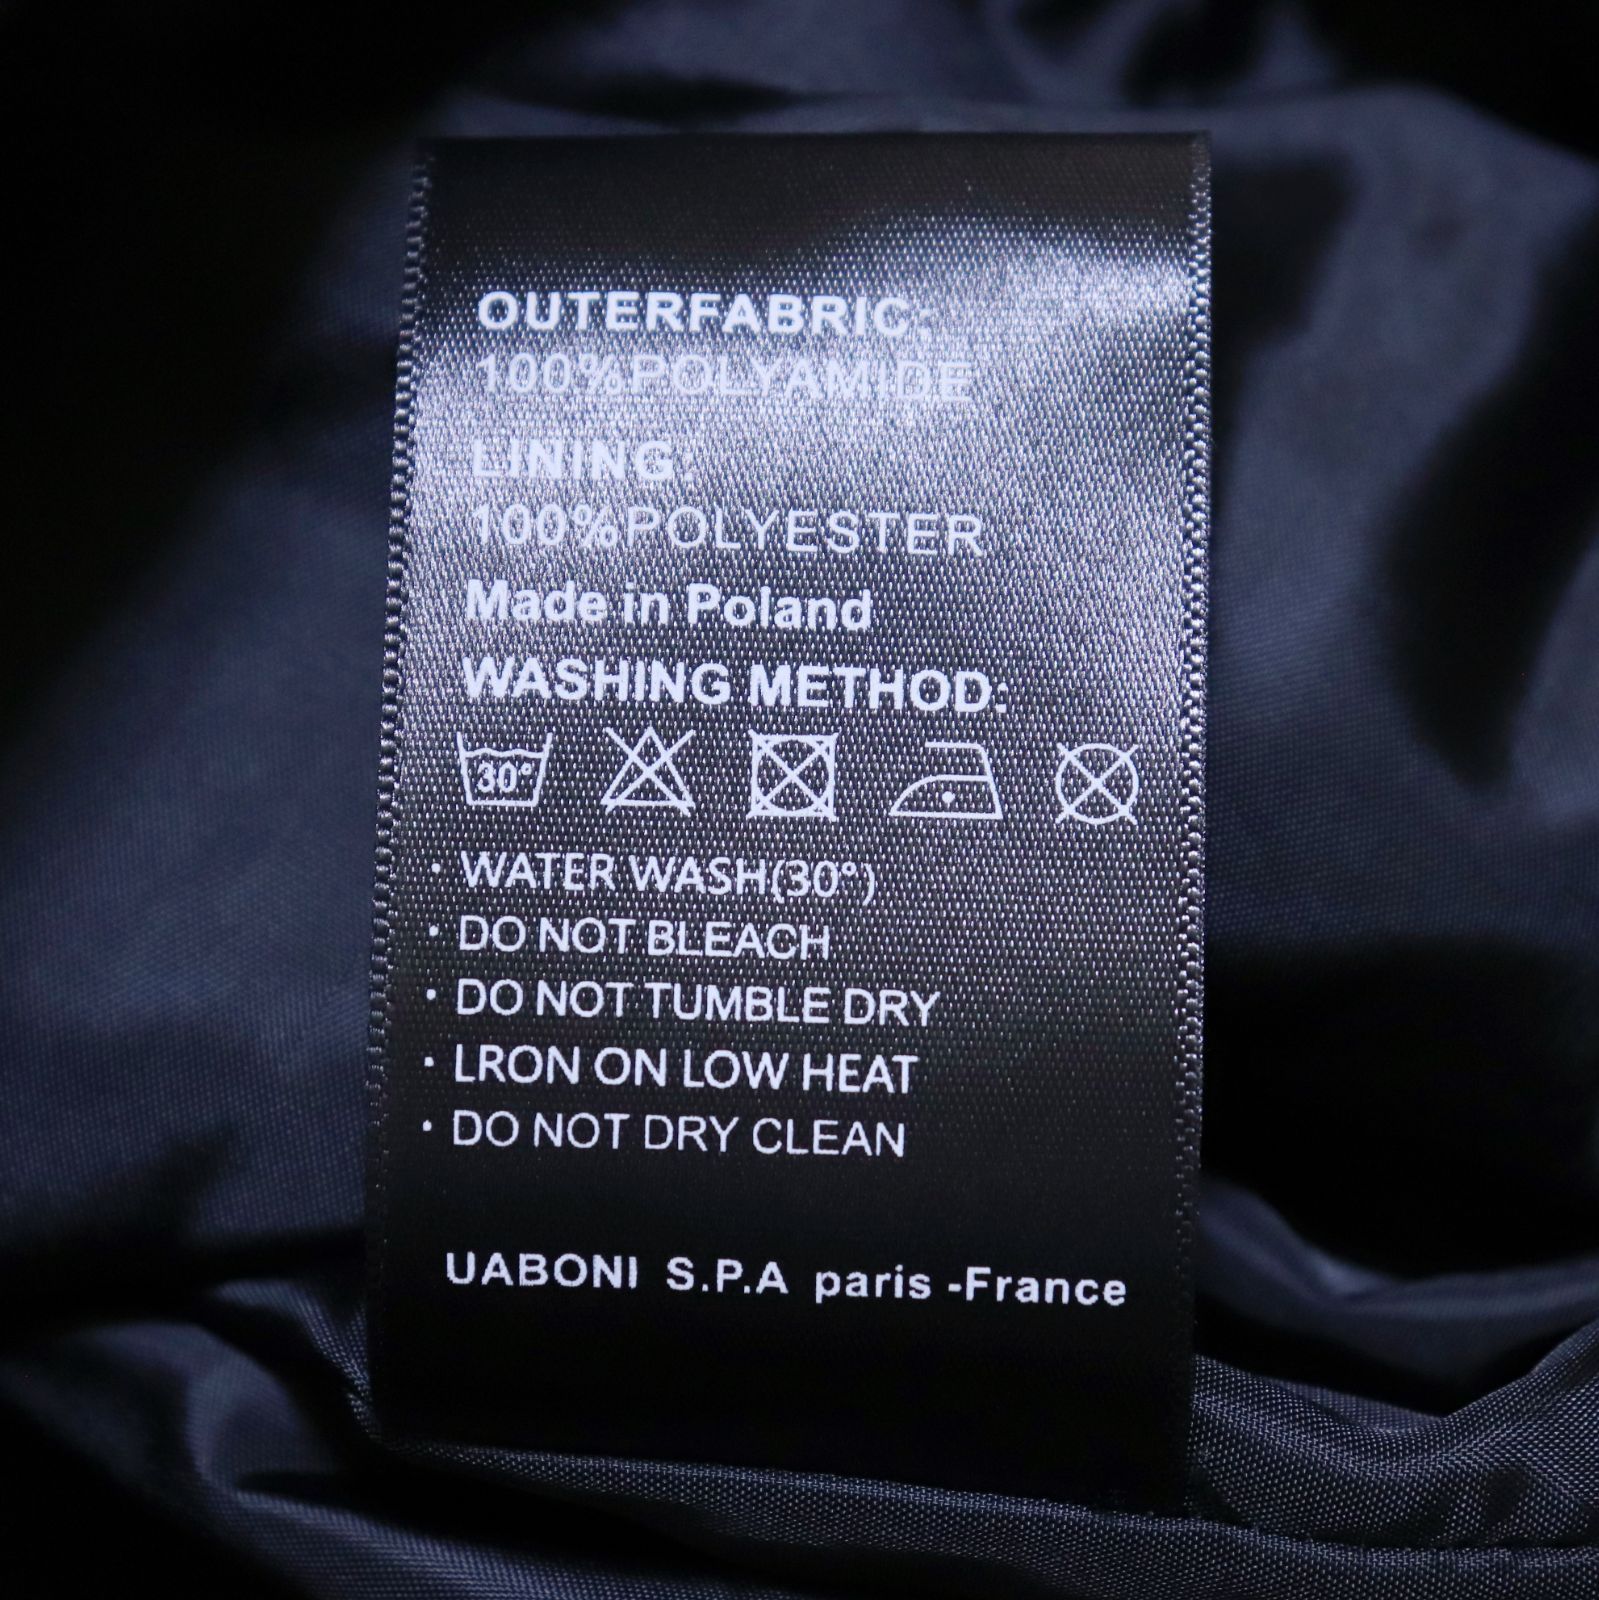 OUTERFABRIC:
100%POLYAMIDE
LINING:
100%POLYESTER
Made in Poland
WASHING METHOD:
30°
· WATER WASH(30°)
· DO NOT BLEACH
· DO NOT TUMBLE DRY
· LRON ON LOW HEAT
· DO NOT DRY CLEAN
UABONI S.P.A paris -France